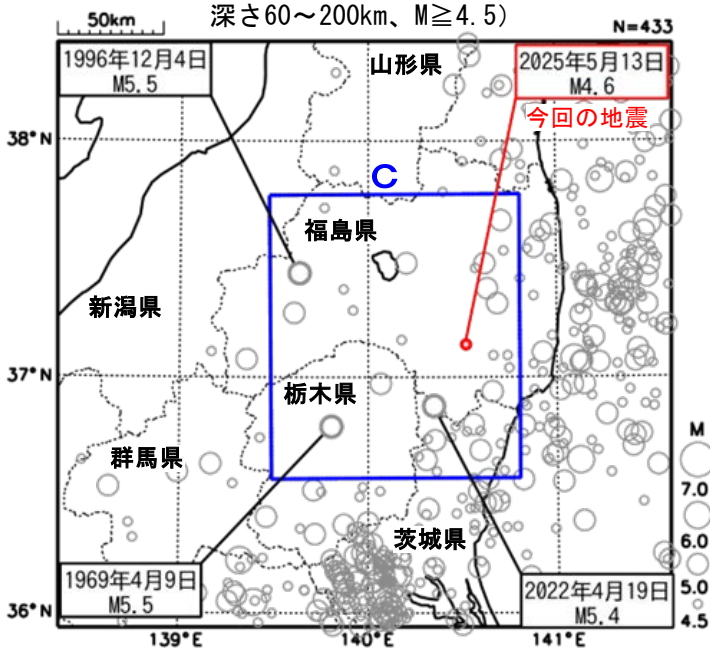 深さ60～200km、M≧4.5)
50km
N=433
1996年12月4日
M5.5
山形県
2025年5月13日
M4.6
今回の地震
38°N
C
福島県
新潟県
37°N
栃木県
群馬県
M
7.0
6.0
5.0
4.5
茨城県
1969年4月9日
M5.5
2022年4月19日
M5.4
36°N
139°E
140°E
141°E